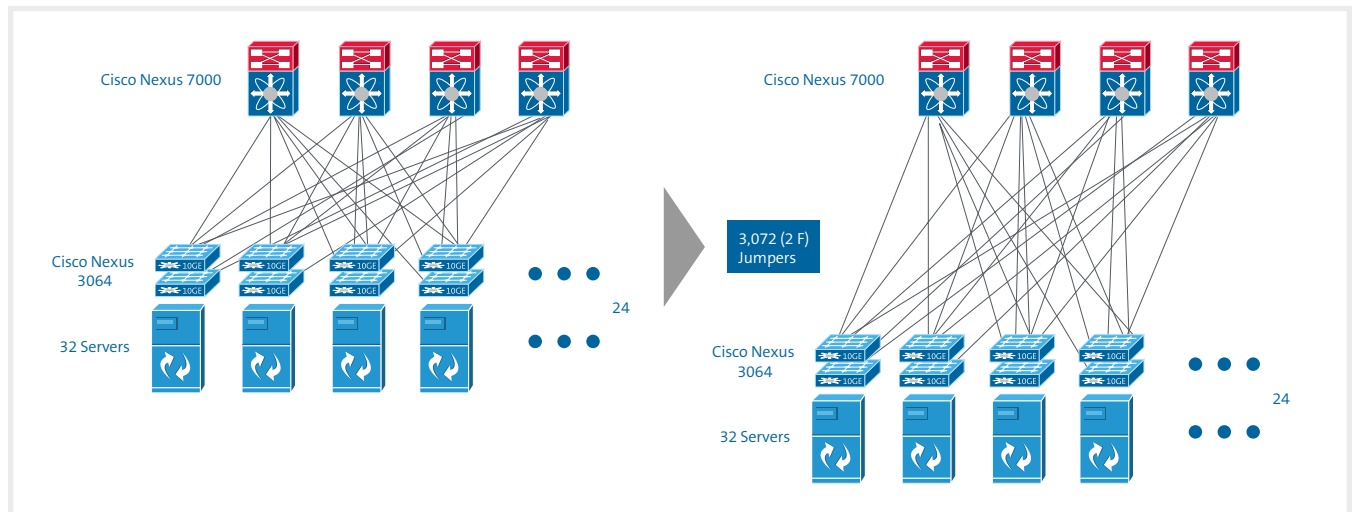 Cisco Nexus 7000
Cisco Nexus
3064
10GE 10GE 10GE 10GE
10GE 10GE 10GE 10GE
24
32 Servers
3,072 (2 F)
Jumpers
Cisco Nexus 7000
Cisco Nexus
3064
10GE 10GE 10GE 10GE
10GE 10GE 10GE 10GE
24
32 Servers